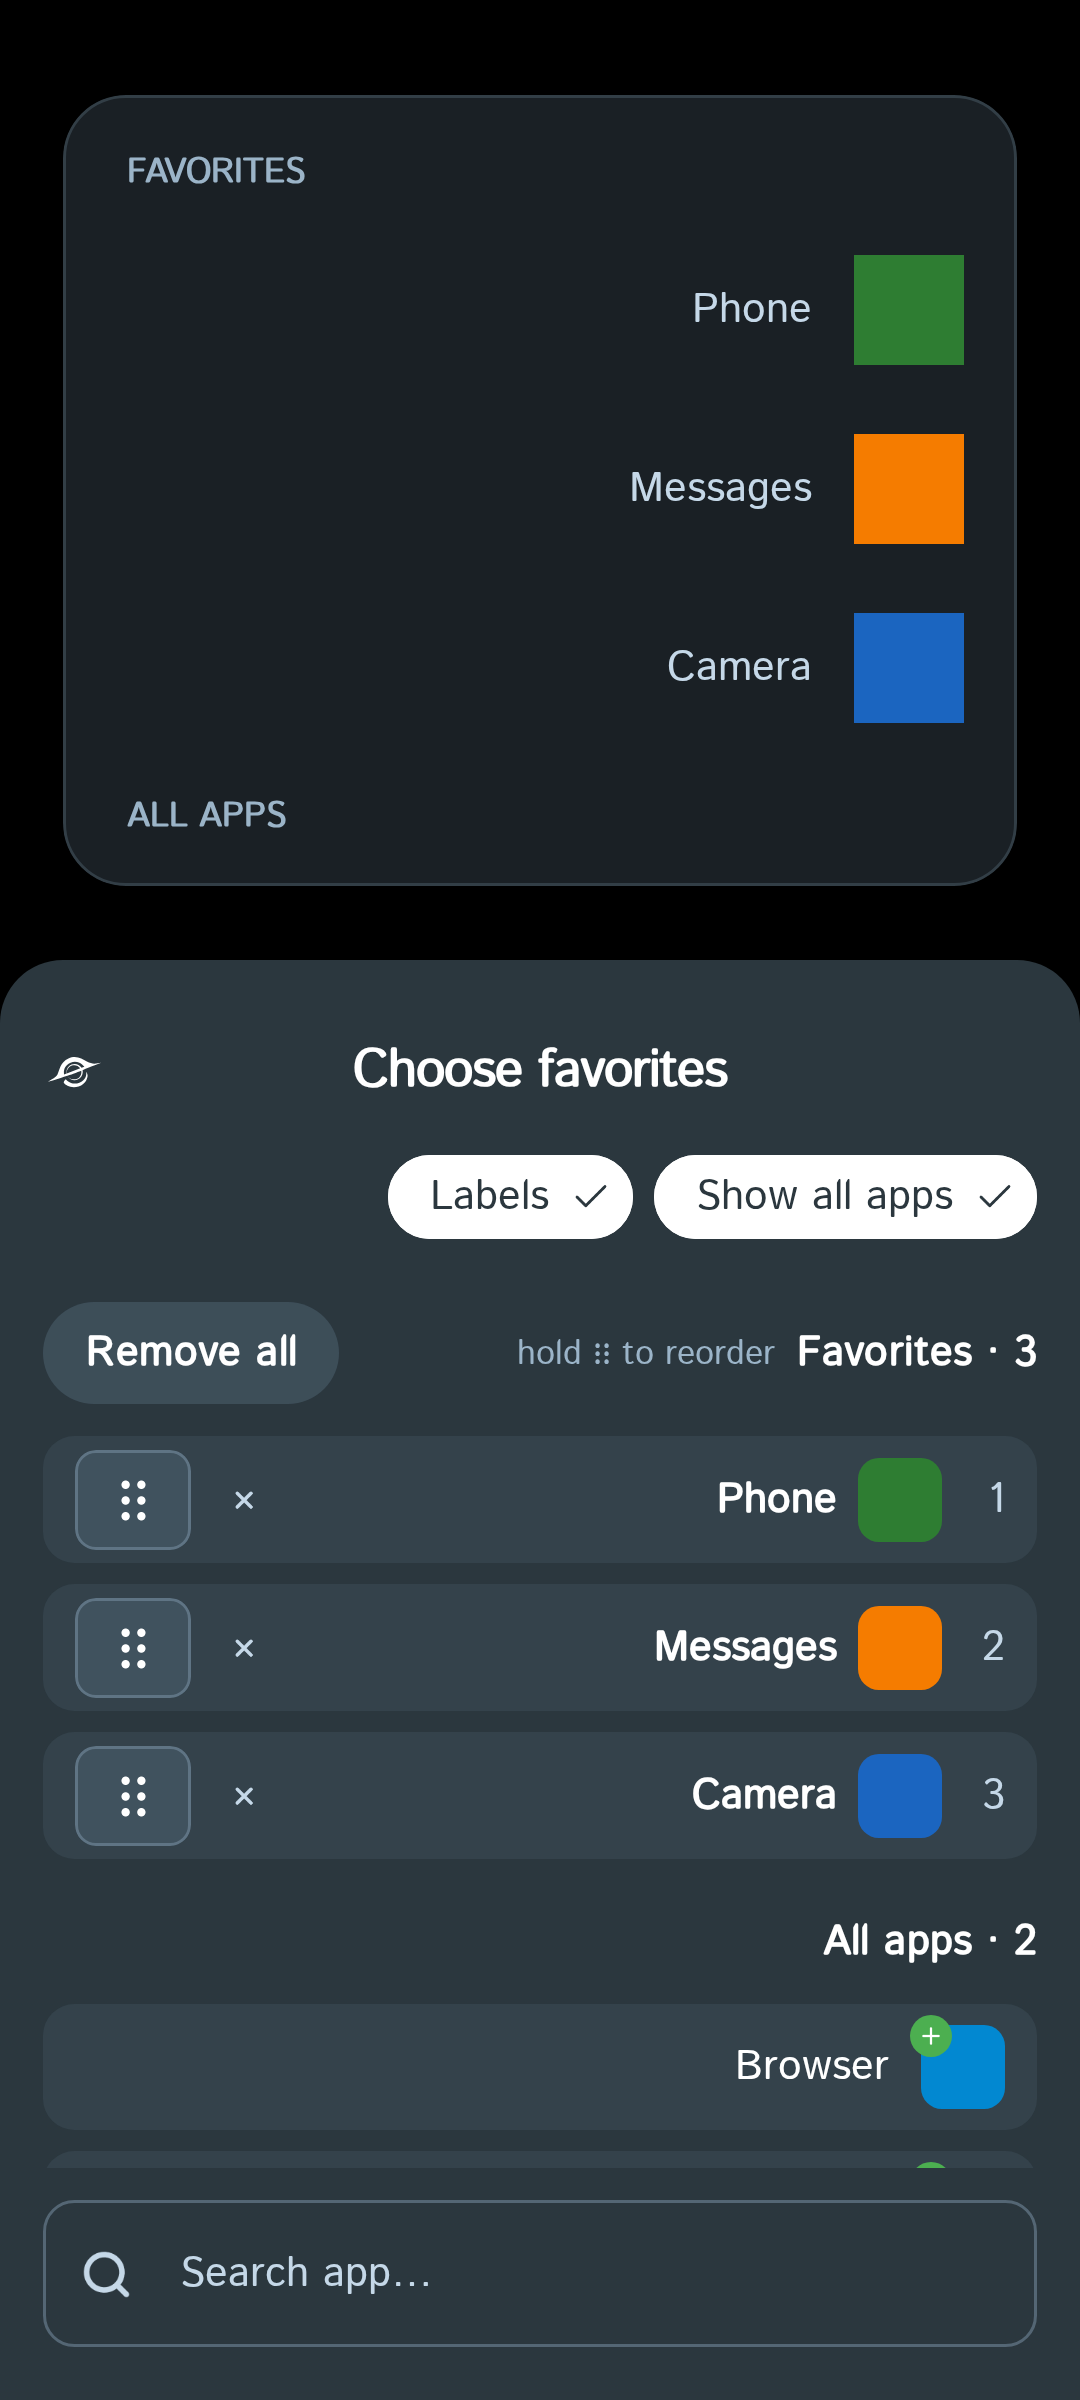 FAVORITES
Phone
Messages
Camera
ALL APPS
Choose favorites
Labels
Show all apps
Remove all
hold ⠿ to reorder
Favorites · 3
× Phone 1
× Messages 2
× Camera 3
All apps · 2
Browser
Search app...